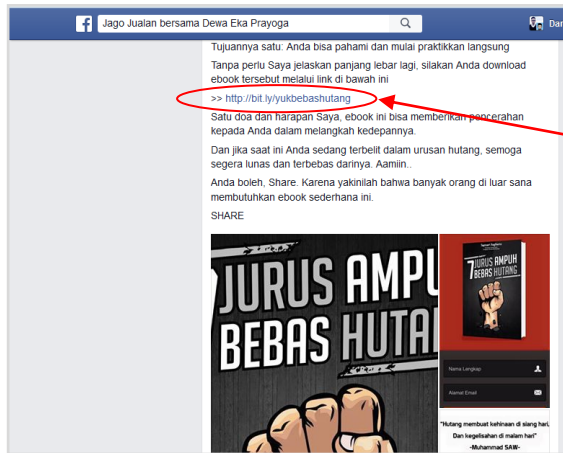 Jago Jualan bersama Dewa Eka Prayoga
Dan
Tujuannya satu: Anda bisa pahami dan mulai praktikkan langsung
Tanpa perlu Saya jelaskan panjang lebar lagi, silakan Anda download
ebook tersebut melalui link di bawah ini
>> http://bit.ly/yukbebashutang
Satu doa dan harapan Saya, ebook ini bisa memberikan pencerahan
kepada Anda dalam melangkah kedepannya.
Dan jika saat ini Anda sedang terbelit dalam urusan hutang, semoga
segera lunas dan terbebas darinya. Aamiin..
Anda boleh, Share. Karena yakinilah bahwa banyak orang di luar sana
membutuhkan ebook sederhana ini.
SHARE
7 JURUS AMPU
BEBAS HUTA
7 JURUS AMPUH
BEBAS HUTANG
Nama Lengkap
Alamat Email
"Hutang membuat kehinaan di siang hari,
Dan kegelisahan di malam hari"
-Muhammad SAW-